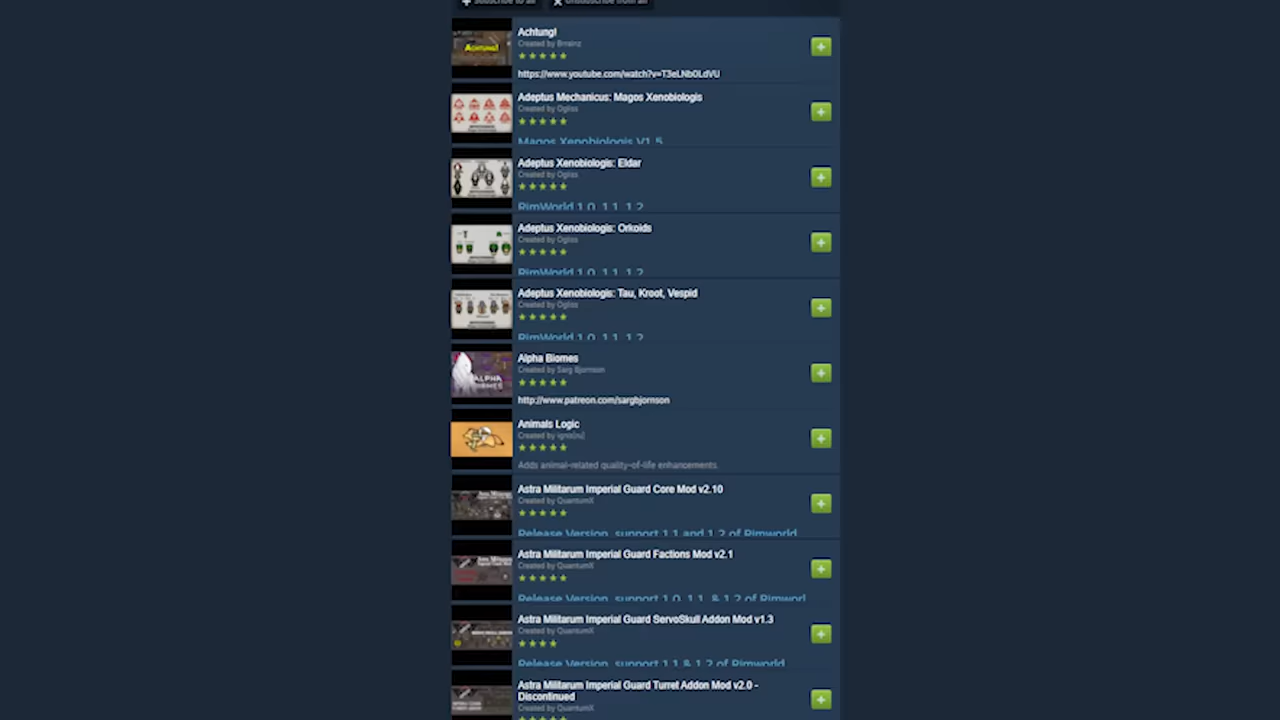 Subscribe to all Unsubscribe from all
Achtung!
Created by Brrainz
ACHTUNG!
https://www.youtube.com/watch?v=T3eLNb0LdVU
Adeptus Mechanicus: Magos Xenobiologis
Created by Ogliss
Magos Xenobiologis V1.5
Adeptus Xenobiologis: Eldar
Created by Ogliss
RimWorld 1.0, 1.1, 1.2
Adeptus Xenobiologis: Orkoids
Created by Ogliss
RimWorld 1.0, 1.1, 1.2
Adeptus Xenobiologis: Tau, Kroot, Vespid
Created by Ogliss
RimWorld 1.0, 1.1, 1.2
Alpha Biomes
Created by Sarg Bjornson
ALPHA
BIOMES
http://www.patreon.com/sargbjornson
Animals Logic
Created by igniz[ru]
Adds animal-related quality-of-life enhancements.
Astra Militarum Imperial Guard Core Mod v2.10
Created by QuantumX
Release Version, support 1.1 and 1.2 of Rimworld
Astra Militarum Imperial Guard Factions Mod v2.1
Created by QuantumX
Release Version, support 1.0, 1.1, & 1.2 of Rimworl
Astra Militarum Imperial Guard ServoSkull Addon Mod v1.3
Created by QuantumX
Release Version, support 1.1 & 1.2 of Rimworld
Astra Militarum Imperial Guard Turret Addon Mod v2.0 -
Discontinued
Created by QuantumX